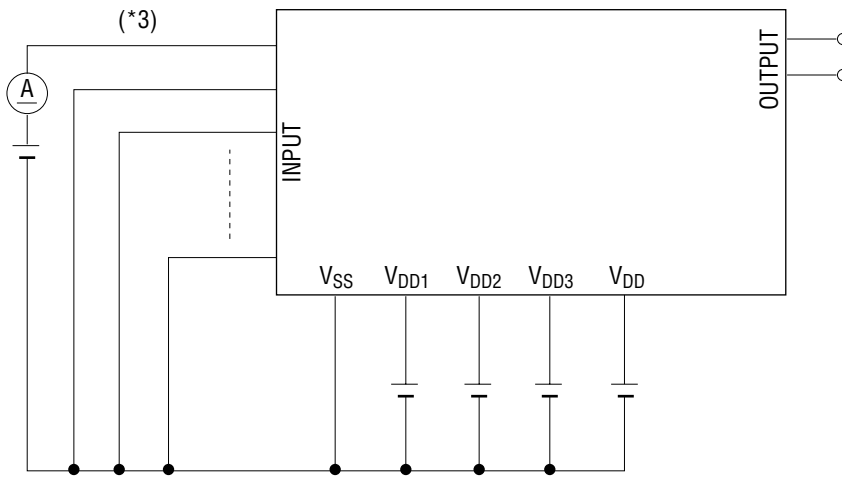 (*3)
A
INPUT
OUTPUT
VSS
VDD1
VDD2
VDD3
VDD